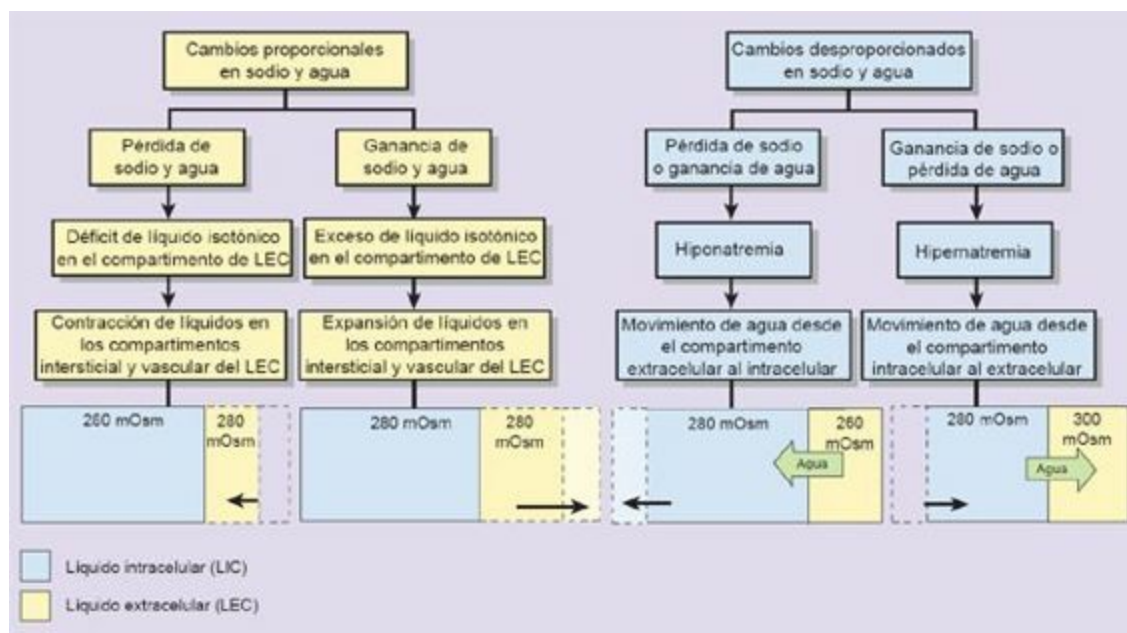 Cambios proporcionales
en sodio y agua
Pérdida de
sodio y agua
Ganancia de
sodio y agua
Déficit de líquido isotónico
en el compartimento de LEC
Exceso de líquido isotónico
en el compartimento de LEC
Contracción de líquidos en
los compartimentos
intersticial y vascular del LEC
Expansión de líquidos en
los compartimentos
intersticial y vascular del LEC
280 mOsm
280
mOsm
280 mOsm
280
mOsm
Cambios desproporcionados
en sodio y agua
Pérdida de sodio
o ganancia de agua
Ganancia de sodio o
pérdida de agua
Hiponatremia
Hipernatremia
Movimiento de agua desde
el compartimento
extracelular al intracelular
Movimiento de agua desde
el compartimento
intracelular al extracelular
280 mOsm
260
mOsm
Agua
280 mOsm
300
mOsm
Agua
Líquido intracelular (LIC)
Líquido extracelular (LEC)